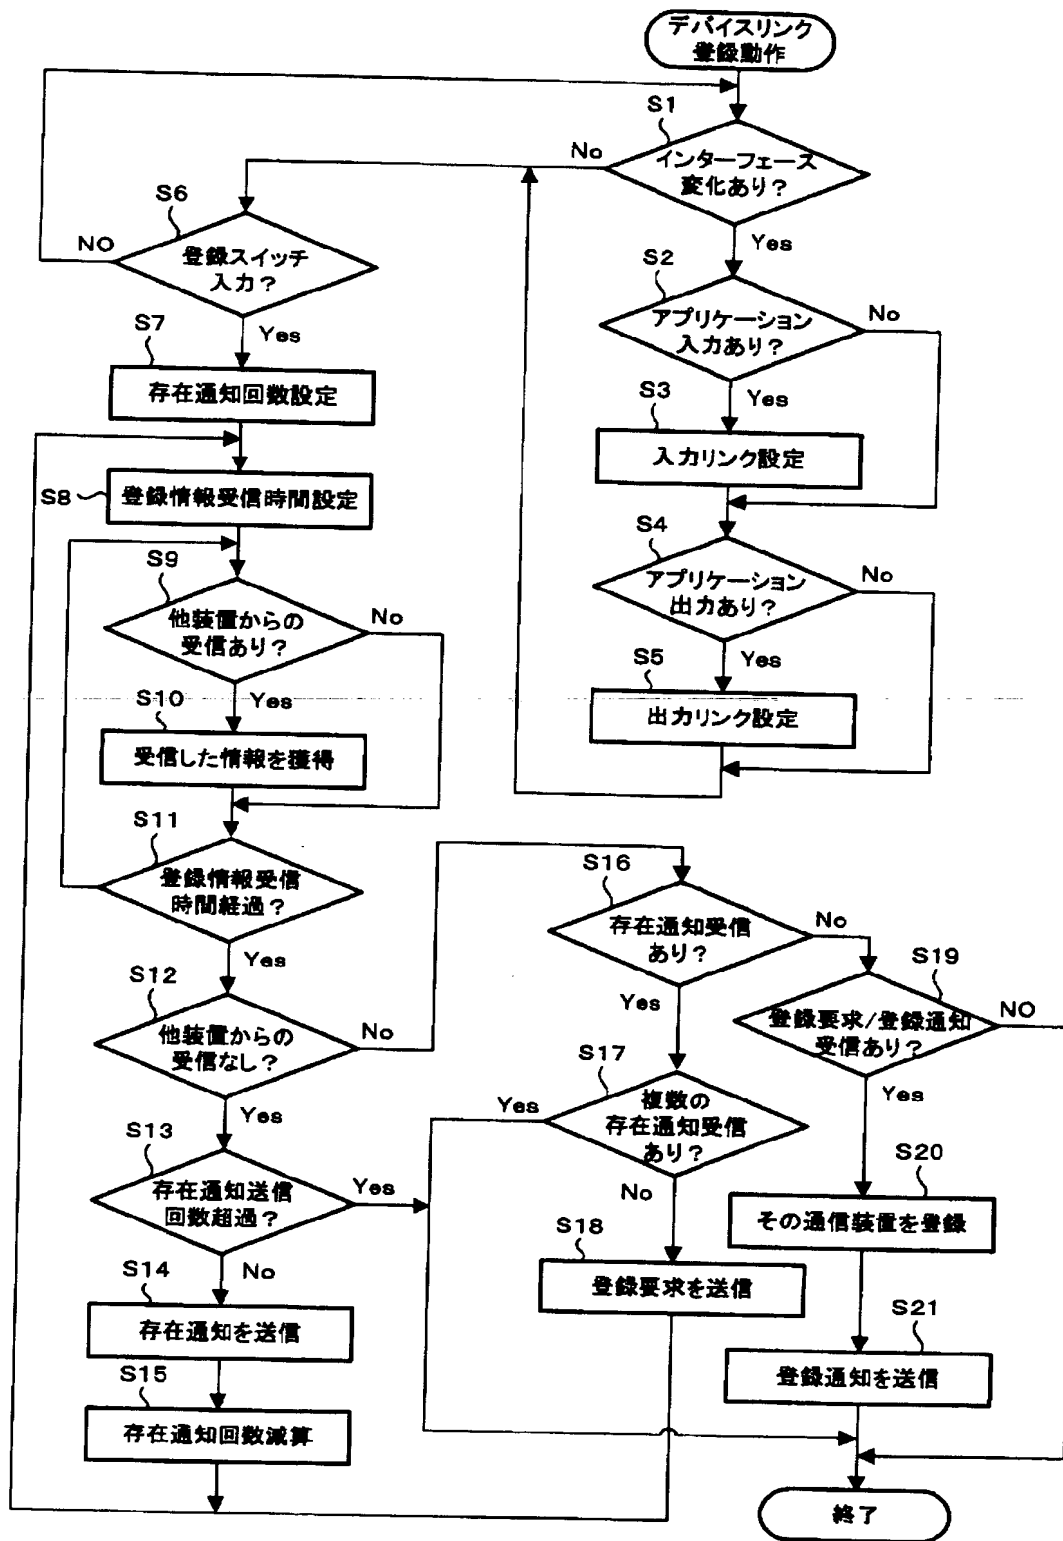 デバイスリンク
登録動作
S1
インターフェース
変化あり?
No
Yes
S6
登録スイッチ
入力?
NO
Yes
S2
アプリケーション
入力あり?
No
Yes
S7
存在通知回数設定
S3
入力リンク設定
S8
登録情報受信時間設定
S4
アプリケーション
出力あり?
No
Yes
S9
他装置からの
受信あり?
No
Yes
S5
出力リンク設定
S10
受信した情報を獲得
S11
登録情報受信
時間経過?
Yes
S12
他装置からの
受信なし?
No
Yes
S16
存在通知受信
あり?
No
Yes
S19
登録要求/登録通知
受信あり?
NO
Yes
S17
複数の
存在通知受信
あり?
Yes
No
S13
存在通知送信
回数超過?
Yes
No
S14
存在通知を送信
S15
存在通知回数減算
S18
登録要求を送信
S20
その通信装置を登録
S21
登録通知を送信
終了